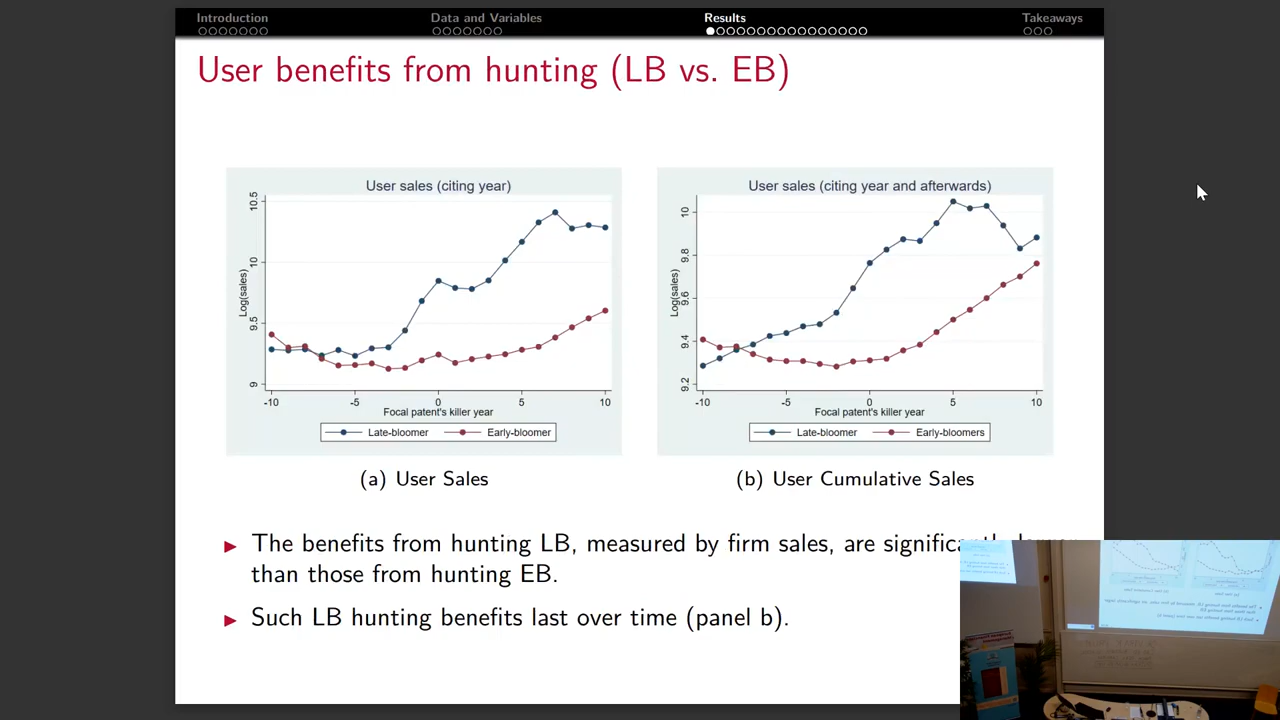 Introduction
Data and Variables
Results
Takeaways
User benefits from hunting (LB vs. EB)
User sales (citing year)
Log(sales)
10.5
10
9.5
9
-10 -5 0 5 10
Focal patent's killer year
Late-bloomer Early-bloomer
(a) User Sales
User sales (citing year and afterwards)
Log(sales)
10
9.8
9.6
9.4
9.2
-10 -5 0 5 10
Focal patent's killer year
Late-bloomer Early-bloomers
(b) User Cumulative Sales
The benefits from hunting LB, measured by firm sales, are significantly larger
than those from hunting EB.
Such LB hunting benefits last over time (panel b).